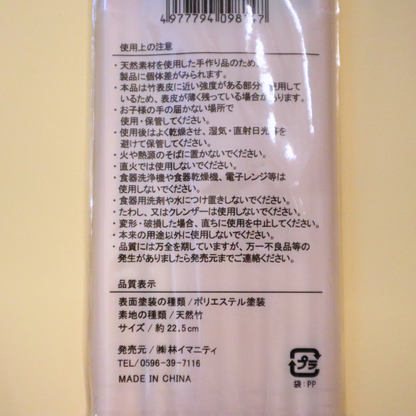 4977794098
使用上の注意
・天然素材を使用した手作り品のため、
製品に個体差がみられます。
・本品は竹表皮に近い強度がある部分を使用して
いるため、表皮が薄く残っている場合があります。
・お子様の手の届かない場所で
使用・保管してください。
・使用後はよく乾燥させ、湿気・直射日光等を
避けて保管してください。
・火や熱源のそばに置かないでください。
・直火では使用しないでください。
・食器洗浄機や食器乾燥機、電子レンジ等は
使用しないでください。
・食器用洗剤や水につけ置きしないでください。
・たわし、又はクレンザーは使用しないでください。
・変形・破損した場合、直ちに使用を中止してください。
・本来の用途以外に使用しないでください。
・品質には万全を期していますが、万一不良品等の
発生がありましたら発売元までご連絡ください。
品質表示
表面塗装の種類/ポリエステル塗装
素地の種類/天然竹
サイズ/約22.5cm
発売元/㈱林イマニティ
TEL/0596-39-7116
MADE IN CHINA
プラ
袋:PP